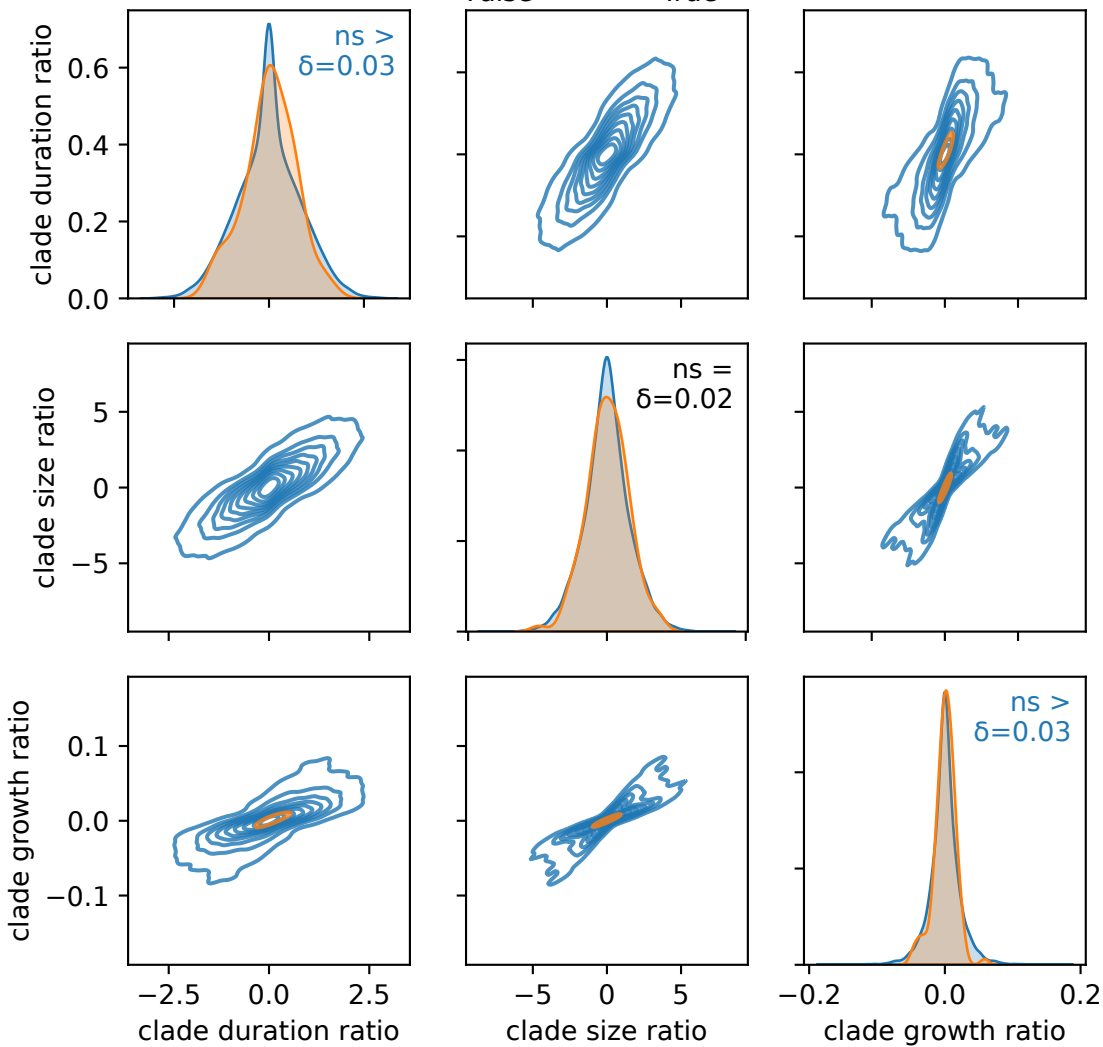 clade duration ratio
0.6
0.4
0.2
0.0
ns >
δ=0.03
clade size ratio
5
0
−5
ns =
δ=0.02
clade growth ratio
0.1
0.0
−0.1
ns >
δ=0.03
−2.5 0.0 2.5
−5 0 5
−0.2 0.0 0.2
clade duration ratio
clade size ratio
clade growth ratio